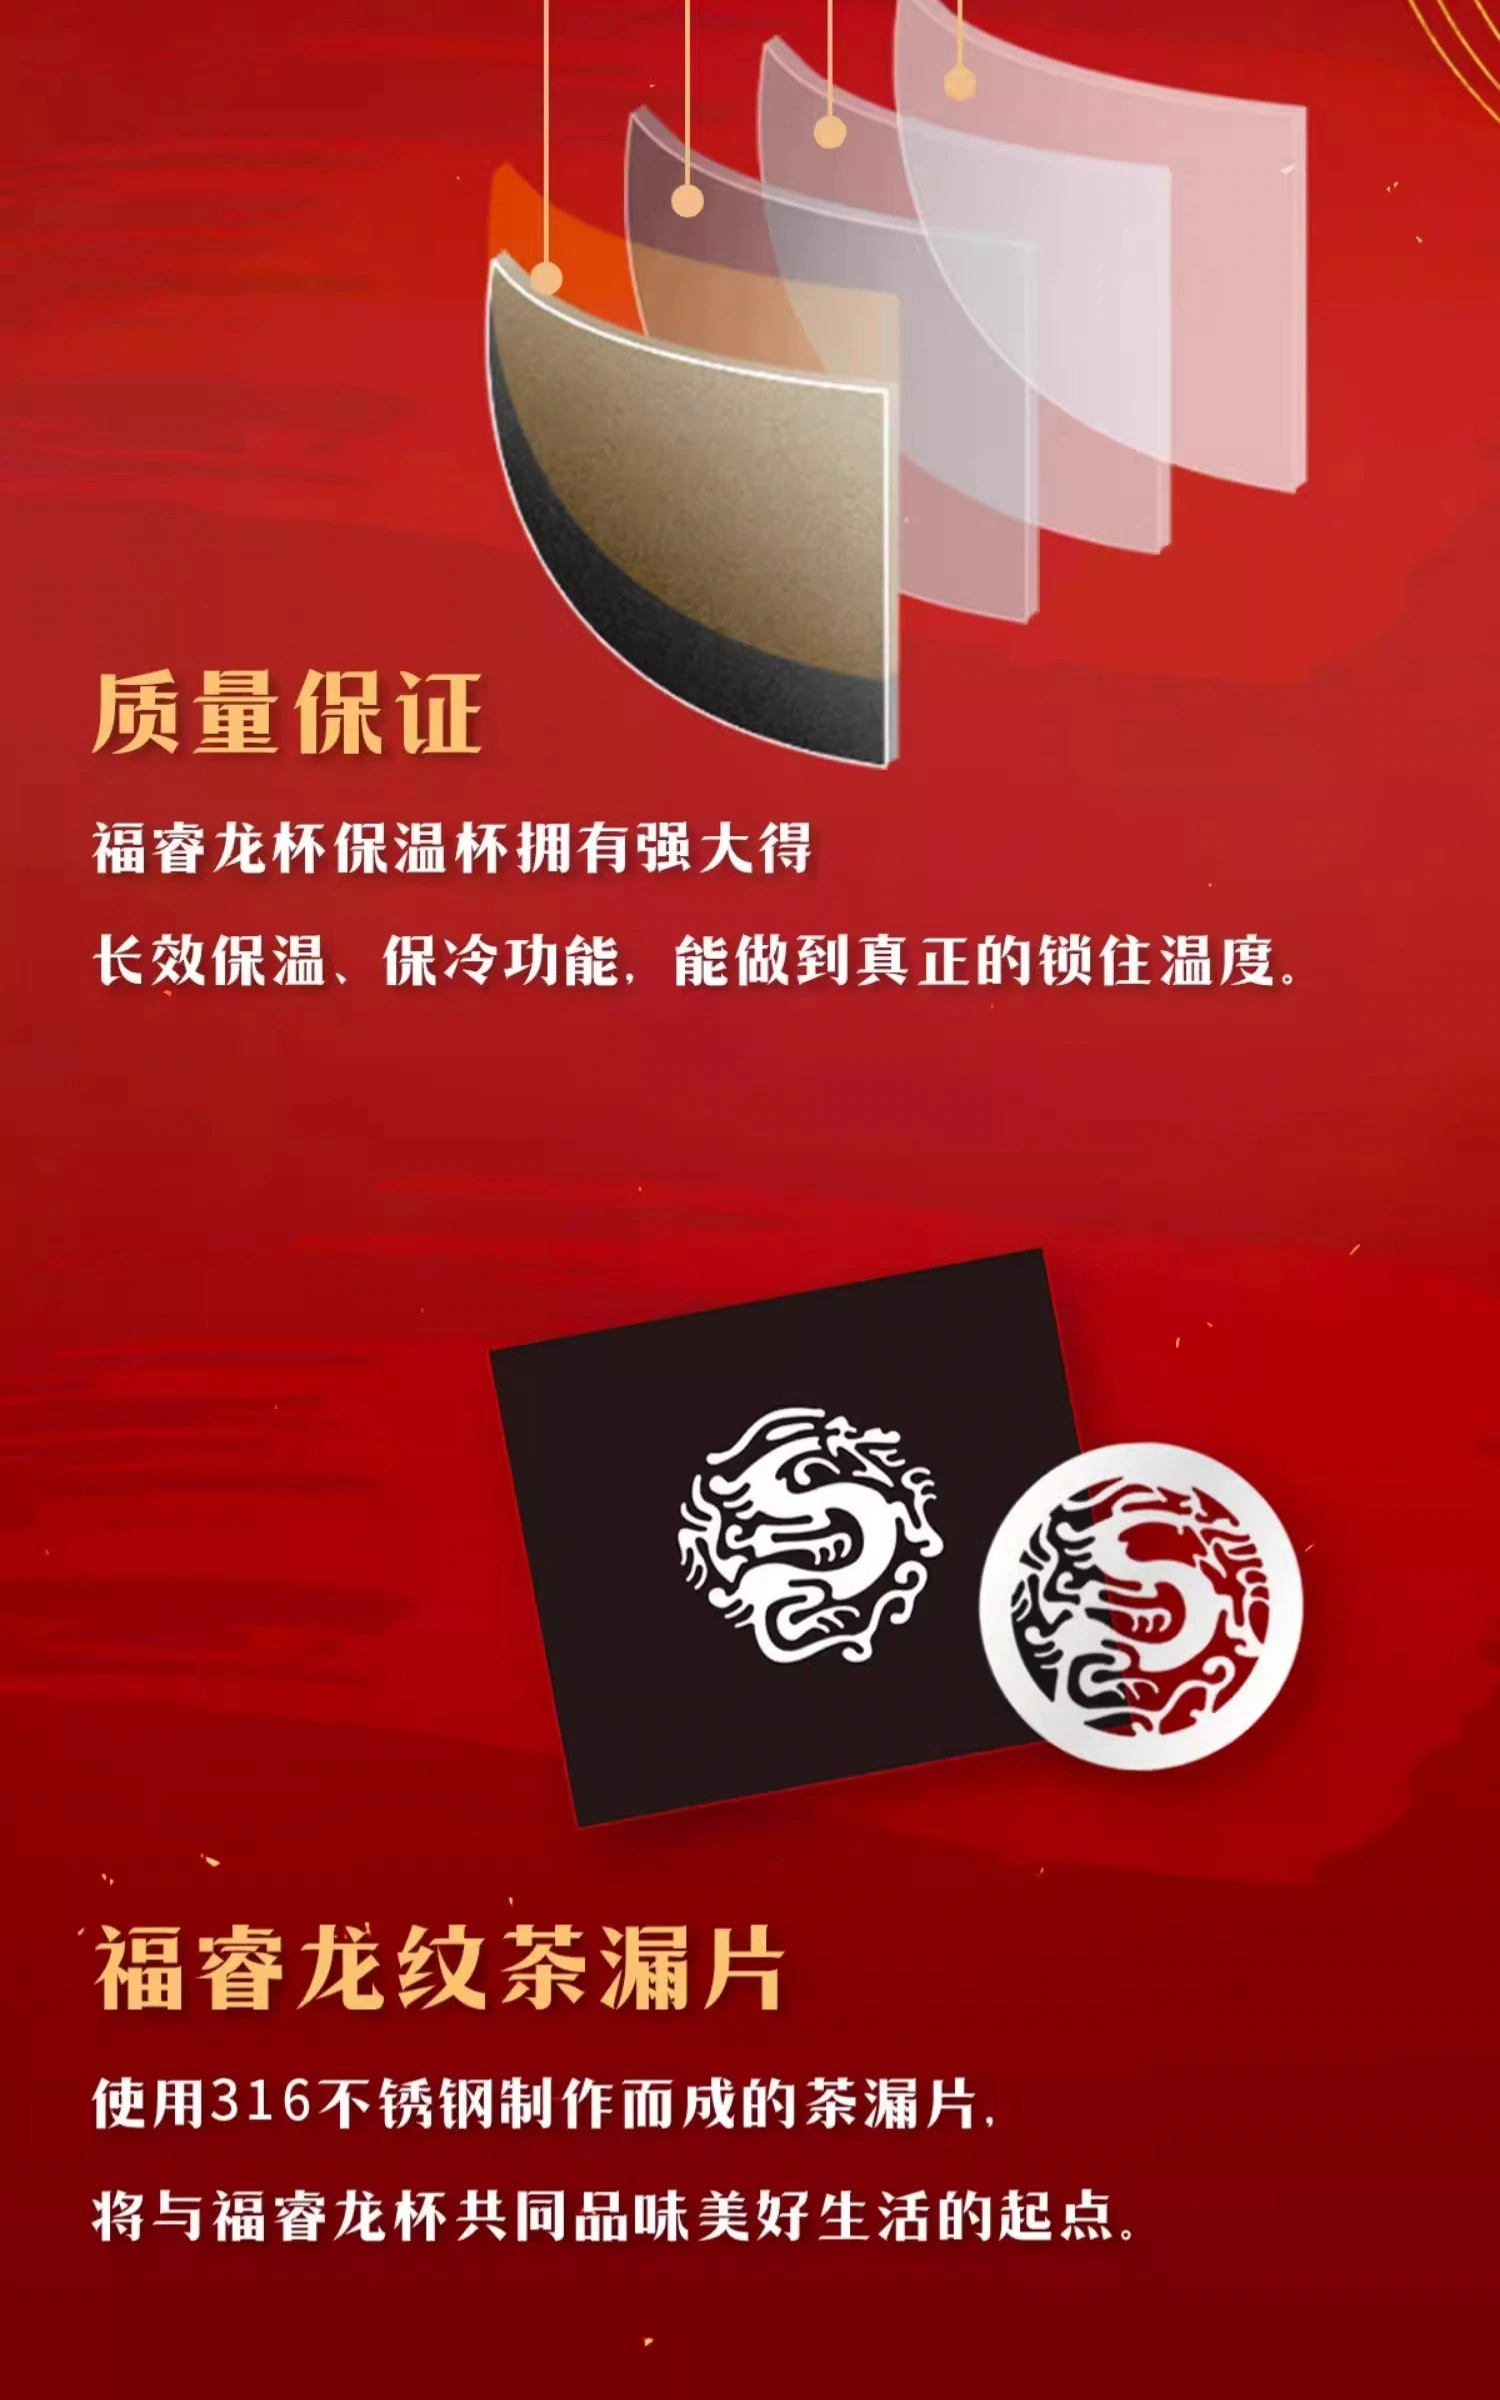 质量保证
福睿龙杯保温杯拥有强大得
长效保温、保冷功能，能做到真正的锁住温度。
福睿龙纹茶漏片
使用316不锈钢制作而成的茶漏片，
将与福睿龙杯共同品味美好生活的起点。